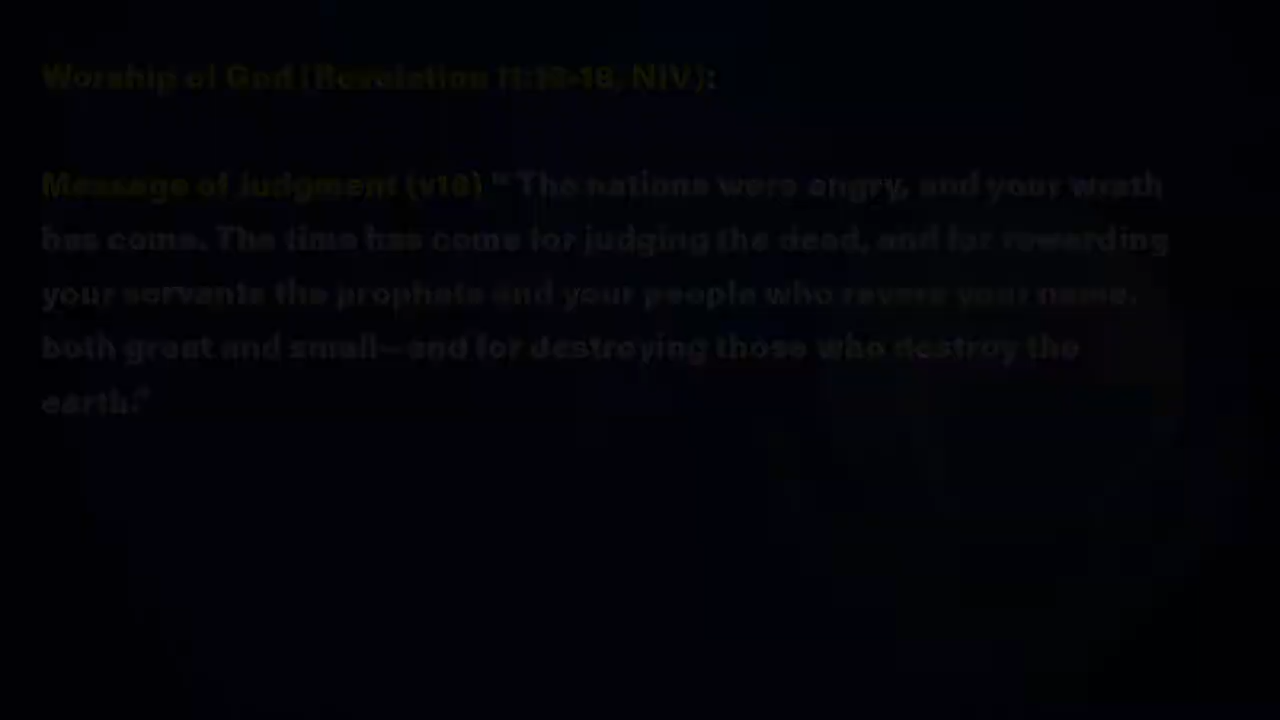 Worship of God (Revelation 11:16-18, NIV):
Message of judgment (v18) " The nations were angry, and your wrath
has come. The time has come for judging the dead, and for rewarding
your servants the prophets and your people who revere your name,
both great and small—and for destroying those who destroy the
earth."